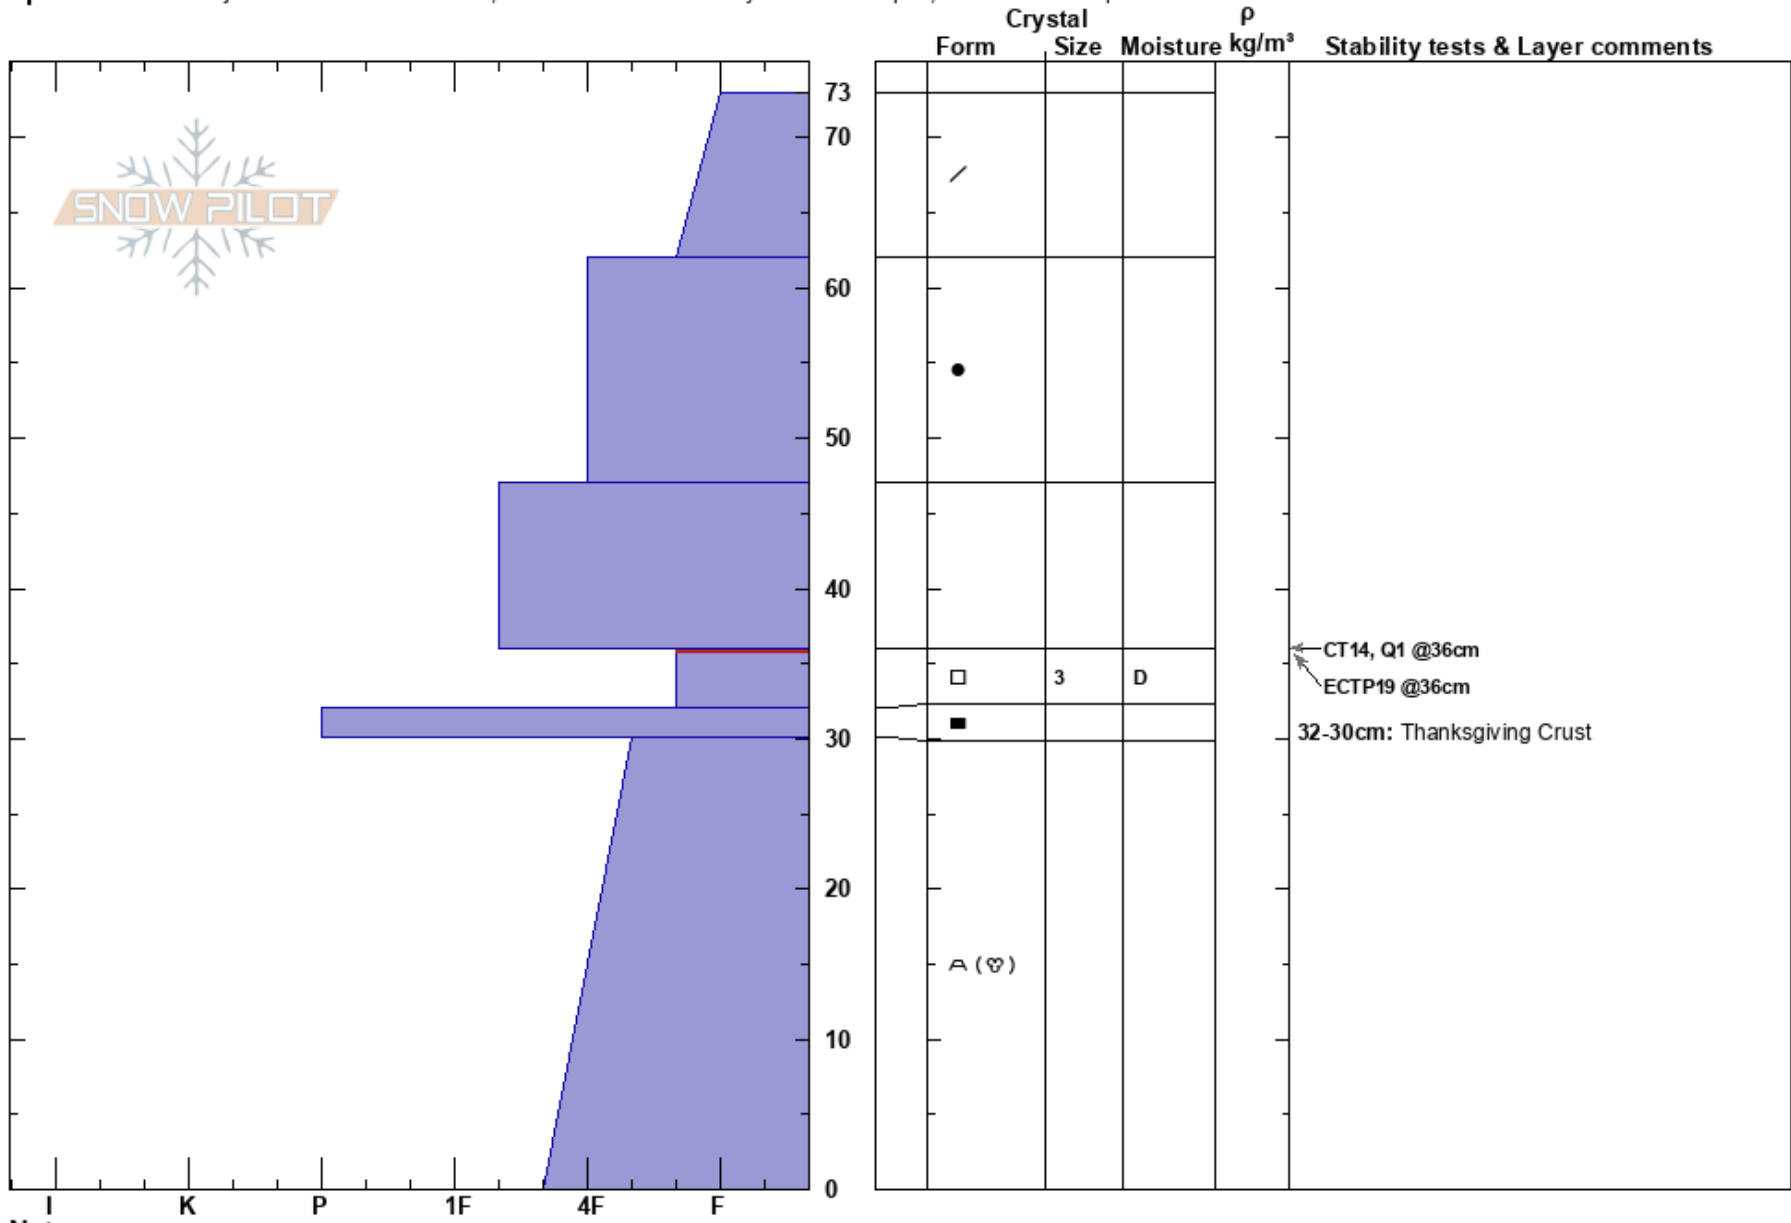 Crystal
ρ
Form Size Moisture kg/m³ Stability tests & Layer comments
73
70
SNOW PILOT
60
50
40
CT14, Q1 @36cm
3 D
ECTP19 @36cm
30
32-30cm: Thanksgiving Crust
20
10
0
I K P 1F 4F F